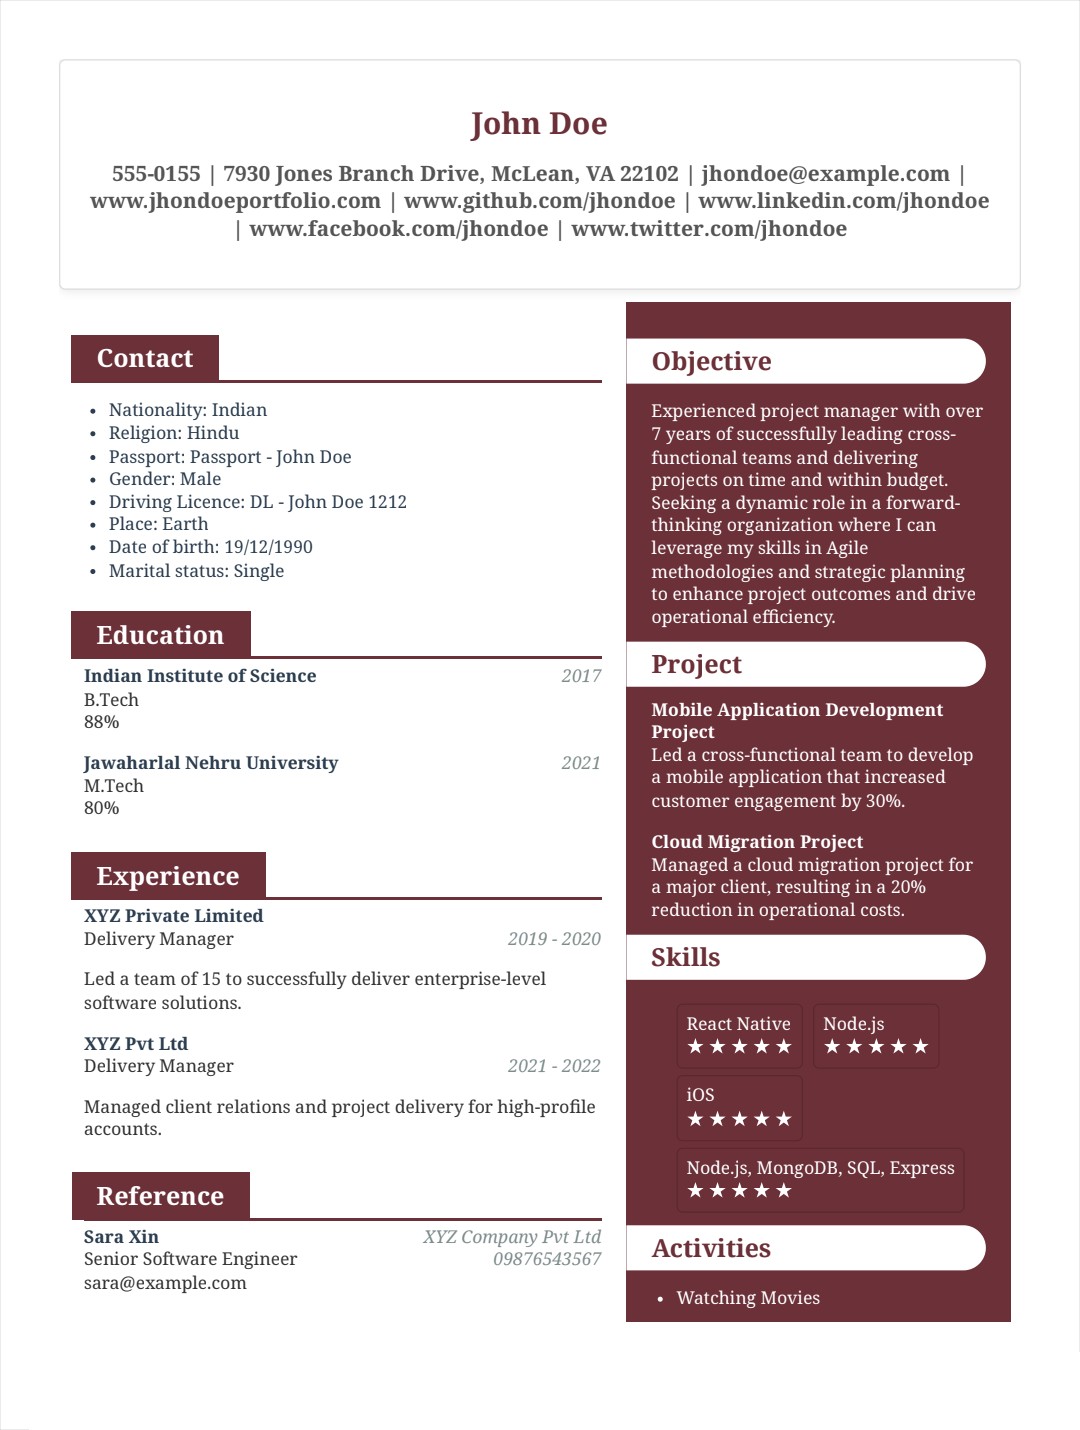 John Doe
555-0155 | 7930 Jones Branch Drive, McLean, VA 22102 | jhondoe@example.com |
www.jhondoeportfolio.com | www.github.com/jhondoe | www.linkedin.com/jhondoe
| www.facebook.com/jhondoe | www.twitter.com/jhondoe
Contact
• Nationality: Indian
• Religion: Hindu
• Passport: Passport - John Doe
• Gender: Male
• Driving Licence: DL - John Doe 1212
• Place: Earth
• Date of birth: 19/12/1990
• Marital status: Single
Education
Indian Institute of Science 2017
B.Tech
88%
Jawaharlal Nehru University 2021
M.Tech
80%
Experience
XYZ Private Limited
Delivery Manager 2019 - 2020
Led a team of 15 to successfully deliver enterprise-level
software solutions.
XYZ Pvt Ltd
Delivery Manager 2021 - 2022
Managed client relations and project delivery for high-profile
accounts.
Reference
Sara Xin XYZ Company Pvt Ltd
Senior Software Engineer 09876543567
sara@example.com
Objective
Experienced project manager with over
7 years of successfully leading cross-
functional teams and delivering
projects on time and within budget.
Seeking a dynamic role in a forward-
thinking organization where I can
leverage my skills in Agile
methodologies and strategic planning
to enhance project outcomes and drive
operational efficiency.
Project
Mobile Application Development
Project
Led a cross-functional team to develop
a mobile application that increased
customer engagement by 30%.
Cloud Migration Project
Managed a cloud migration project for
a major client, resulting in a 20%
reduction in operational costs.
Skills
React Native Node.js
★ ★ ★ ★ ★ ★ ★ ★ ★ ★
iOS
★ ★ ★ ★ ★
Node.js, MongoDB, SQL, Express
★ ★ ★ ★ ★
Activities
• Watching Movies